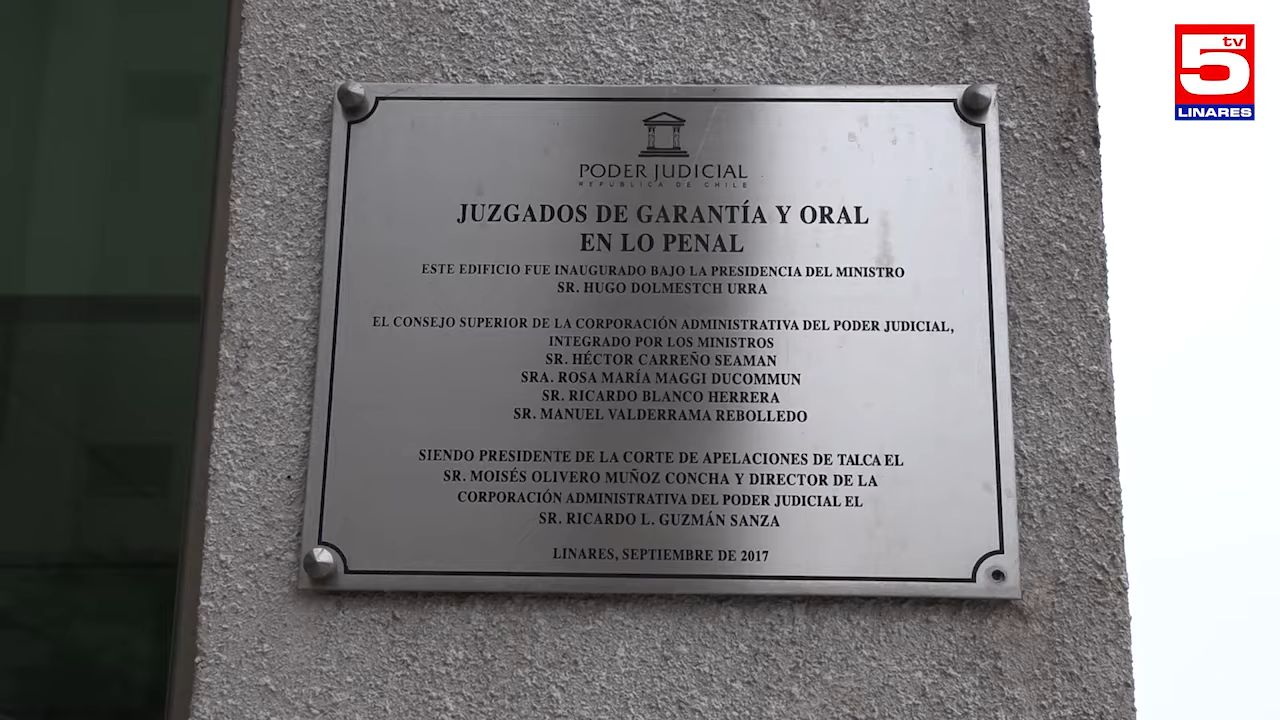 5
tv
LINARES
PODER JUDICIAL
REPUBLICA DE CHILE
JUZGADOS DE GARANTÍA Y ORAL
EN LO PENAL
ESTE EDIFICIO FUE INAUGURADO BAJO LA PRESIDENCIA DEL MINISTRO
SR. HUGO DOLMESTCH URRA
EL CONSEJO SUPERIOR DE LA CORPORACIÓN ADMINISTRATIVA DEL PODER JUDICIAL,
INTEGRADO POR LOS MINISTROS
SR. HÉCTOR CARREÑO SEAMAN
SRA. ROSA MARÍA MAGGI DUCOMMUN
SR. RICARDO BLANCO HERRERA
SR. MANUEL VALDERRAMA REBOLLEDO
SIENDO PRESIDENTE DE LA CORTE DE APELACIONES DE TALCA EL
SR. MOISÉS OLIVERO MUÑOZ CONCHA Y DIRECTOR DE LA
CORPORACIÓN ADMINISTRATIVA DEL PODER JUDICIAL EL
SR. RICARDO L. GUZMÁN SANZA
LINARES, SEPTIEMBRE DE 2017